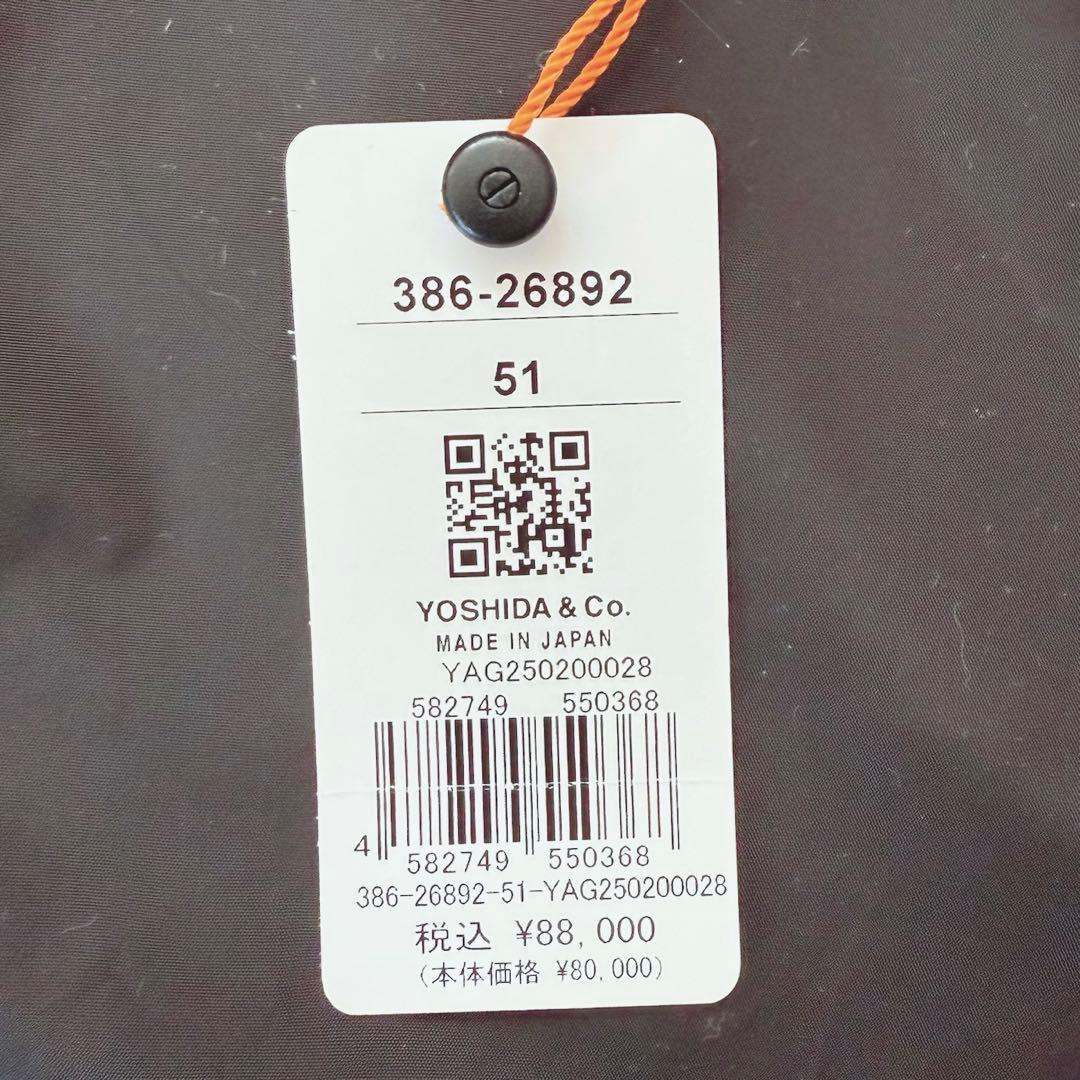 386-26892
51
YOSHIDA & Co.
MADE IN JAPAN
YAG250200028
582749 550368
4 582749 550368
386-26892-51-YAG250200028
税込 ¥88,000
(本体価格 ¥80,000)